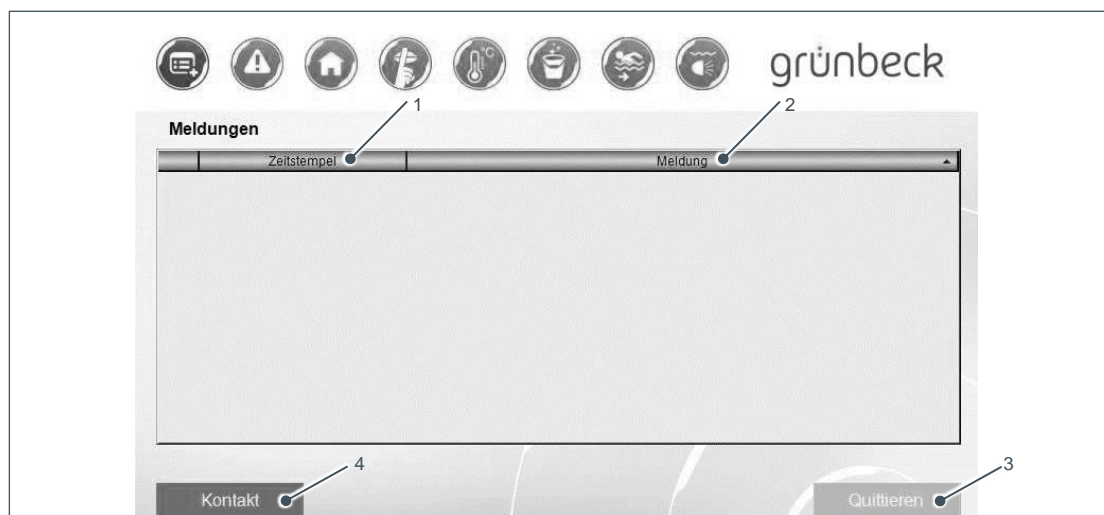 °C
grünbeck
1
2
Meldungen
Zeitstempel
Meldung
4
3
Kontakt
Quittieren